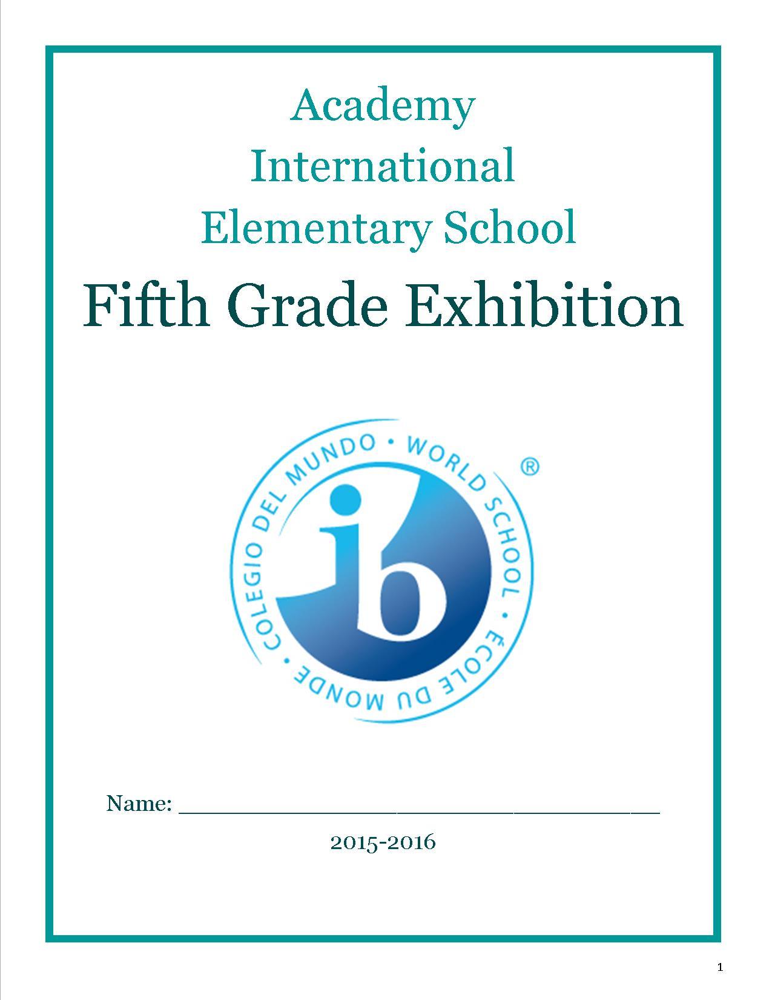 Academy
International
Elementary School
Fifth Grade Exhibition
COLEGIO DEL MUNDO • WORLD SCHOOL • ÉCOLE DU MONDE •
®
ib
Name: _________________________________
2015-2016
1